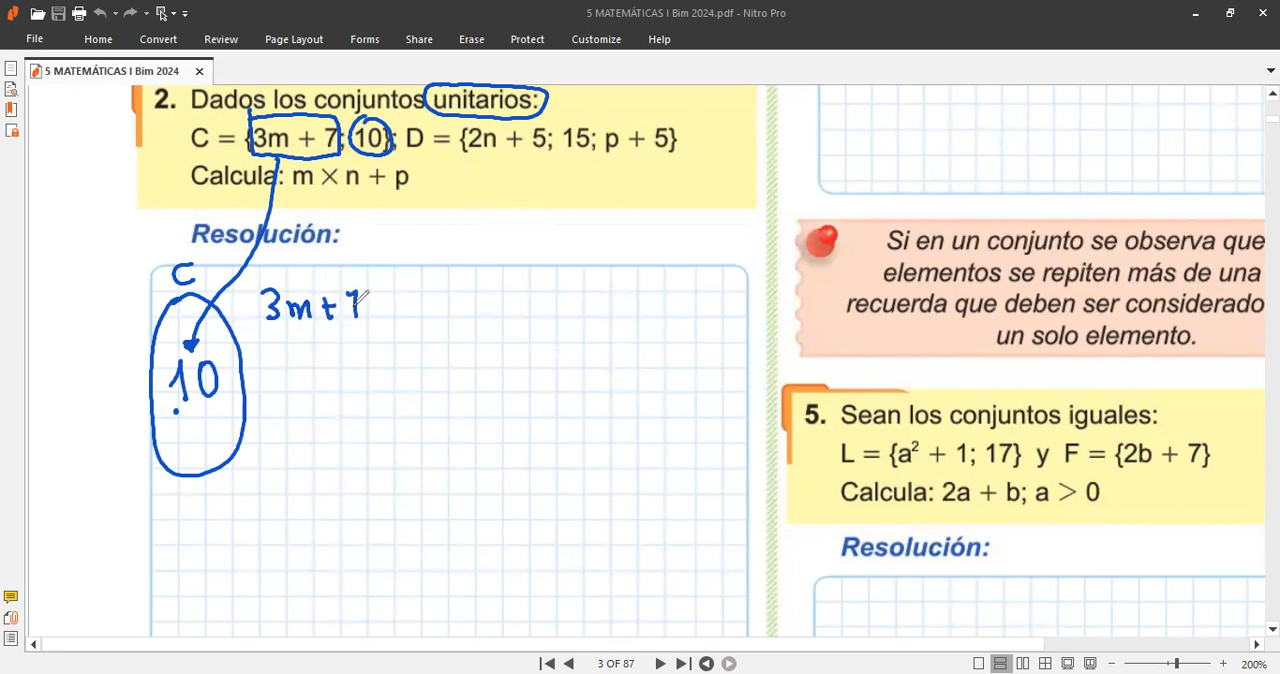 5 MATEMÁTICAS I Bim 2024.pdf - Nitro Pro
File Home Convert Review Page Layout Forms Share Erase Protect Customize Help
5 MATEMÁTICAS I Bim 2024
2. Dados los conjuntos unitarios:
C = {3m + 7; 10}; D = {2n + 5; 15; p + 5}
Calcula: m × n + p
Resolución:
C
3m + 7
10
Si en un conjunto se observa que
elementos se repiten más de una
recuerda que deben ser considerado
un solo elemento.
5. Sean los conjuntos iguales:
L = {a² + 1; 17} y F = {2b + 7}
Calcula: 2a + b; a > 0
Resolución:
3 OF 87
200%